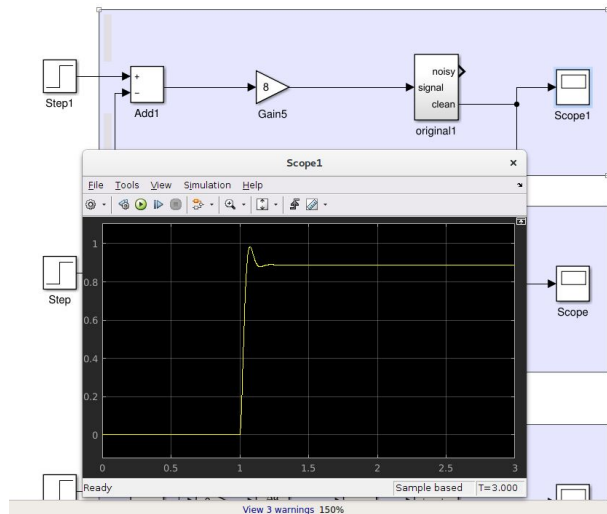 +
−
Step1
Add1
8
Gain5
noisy
signal
clean
original1
Scope1
Scope1
×
File Tools View Simulation Help
1
0.8
0.6
0.4
0.2
0
0 0.5 1 1.5 2 2.5 3
Ready
Sample based T=3.000
Step
Scope
View 3 warnings 150%